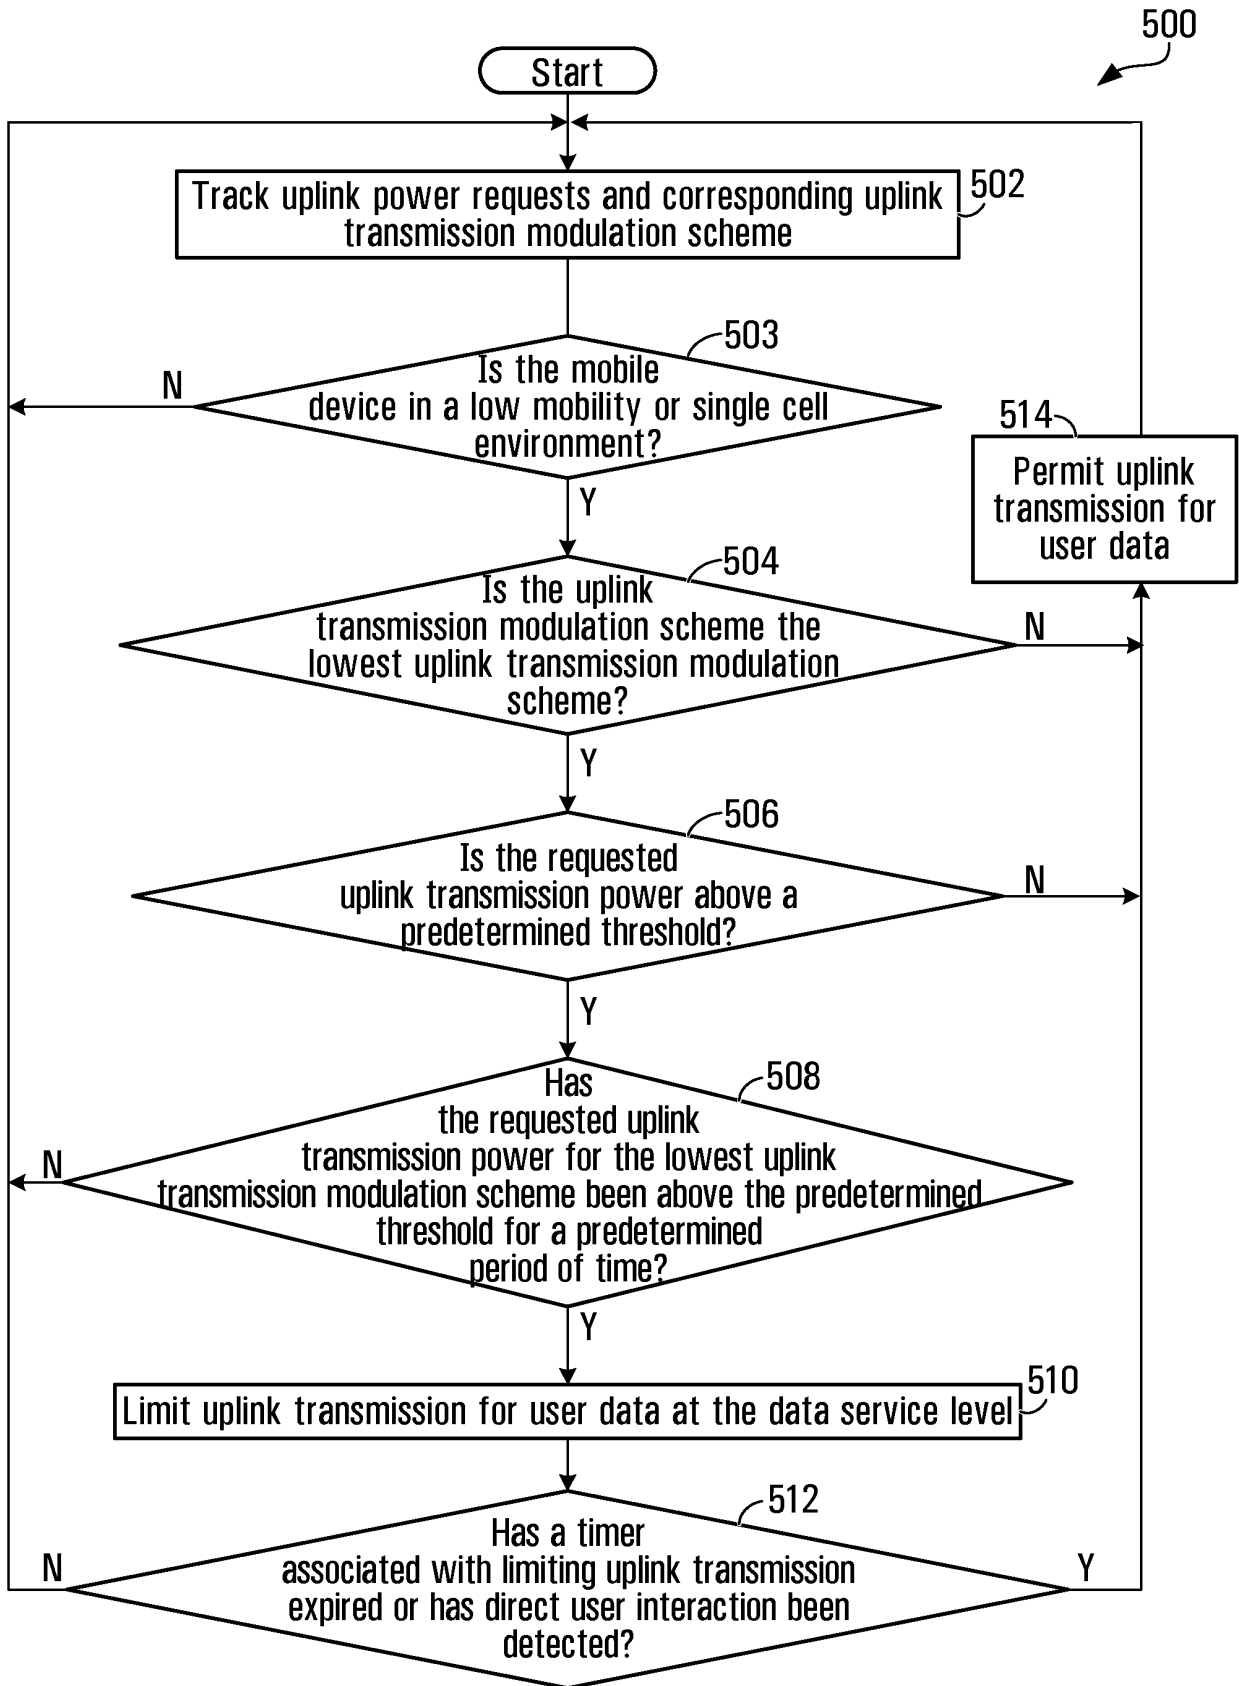 500
Start
Track uplink power requests and corresponding uplink
transmission modulation scheme
502
503
Is the mobile
device in a low mobility or single cell
environment?
N
Y
514
Permit uplink
transmission for
user data
504
Is the uplink
transmission modulation scheme the
lowest uplink transmission modulation
scheme?
N
Y
506
Is the requested
uplink transmission power above a
predetermined threshold?
N
Y
508
Has
the requested uplink
transmission power for the lowest uplink
transmission modulation scheme been above the predetermined
threshold for a predetermined
period of time?
N
Y
510
Limit uplink transmission for user data at the data service level
512
Has a timer
associated with limiting uplink transmission
expired or has direct user interaction been
detected?
N
Y